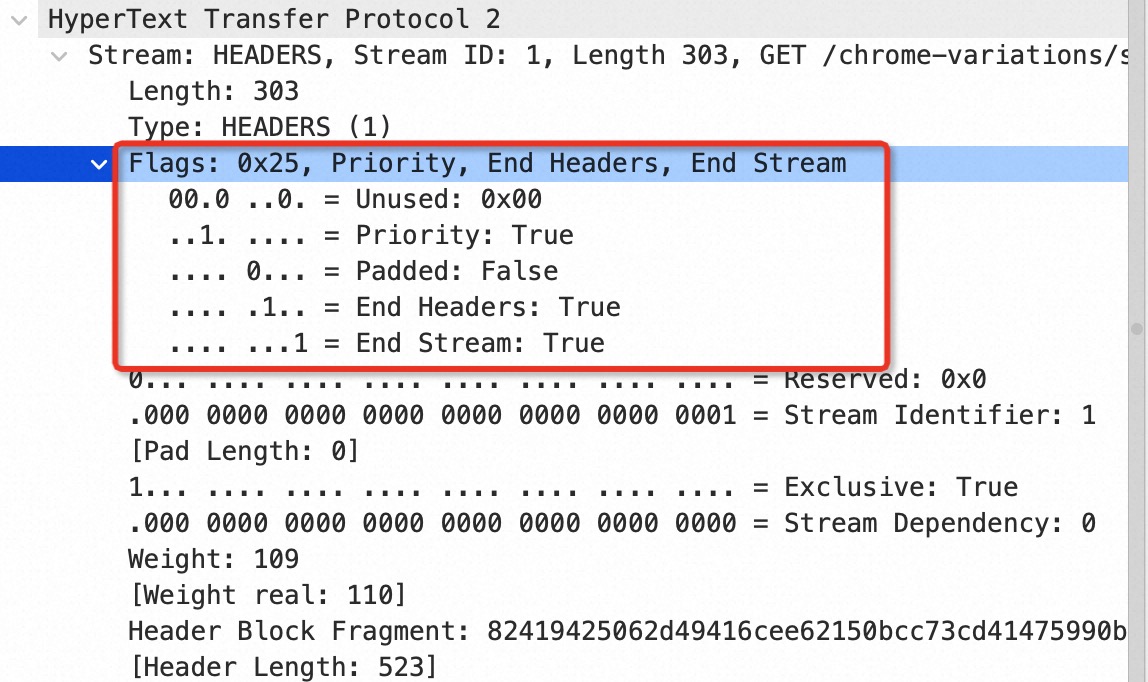 HyperText Transfer Protocol 2
Stream: HEADERS, Stream ID: 1, Length 303, GET /chrome-variations/s
Length: 303
Type: HEADERS (1)
Flags: 0x25, Priority, End Headers, End Stream
00.0 ..0. = Unused: 0x00
..1. .... = Priority: True
.... 0... = Padded: False
.... .1.. = End Headers: True
.... ...1 = End Stream: True
0... .... .... .... .... .... .... .... = Reserved: 0x0
.000 0000 0000 0000 0000 0000 0000 0001 = Stream Identifier: 1
[Pad Length: 0]
1... .... .... .... .... .... .... .... = Exclusive: True
.000 0000 0000 0000 0000 0000 0000 0000 = Stream Dependency: 0
Weight: 109
[Weight real: 110]
Header Block Fragment: 82419425062d49416cee62150bcc73cd41475990b
[Header Length: 523]